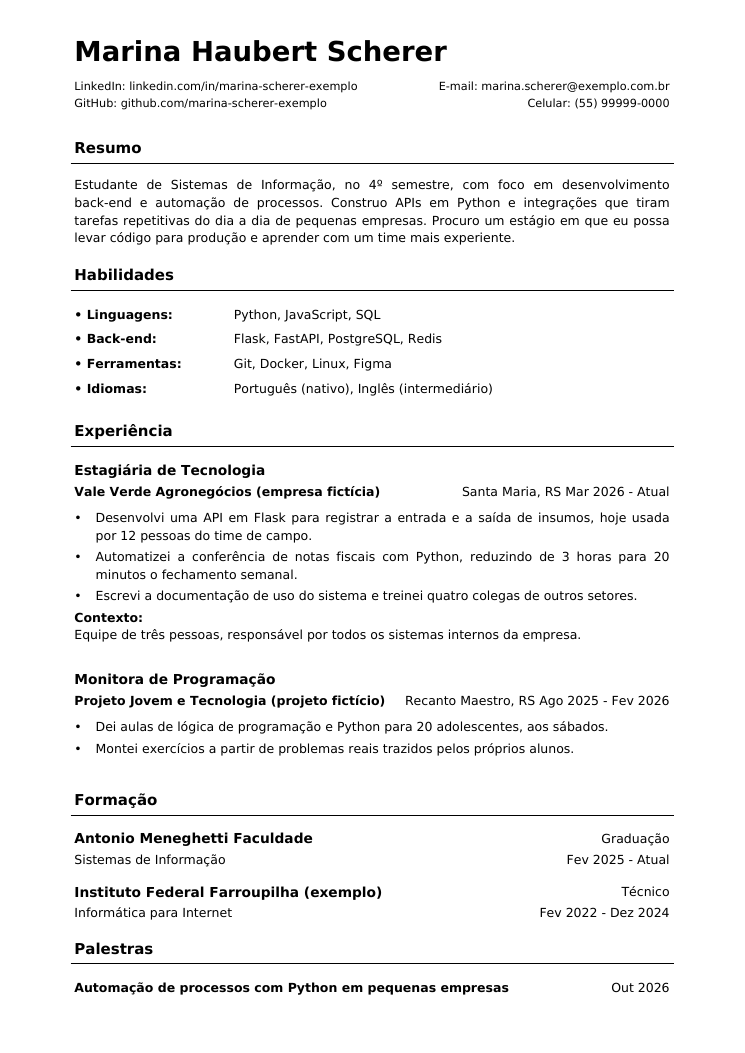 Marina Haubert Scherer
LinkedIn: linkedin.com/in/marina-scherer-exemplo E-mail: marina.scherer@exemplo.com.br
GitHub: github.com/marina-scherer-exemplo Celular: (55) 99999-0000
Resumo
Estudante de Sistemas de Informação, no 4º semestre, com foco em desenvolvimento
back-end e automação de processos. Construo APIs em Python e integrações que tiram
tarefas repetitivas do dia a dia de pequenas empresas. Procuro um estágio em que eu possa
levar código para produção e aprender com um time mais experiente.
Habilidades
• Linguagens: Python, JavaScript, SQL
• Back-end: Flask, FastAPI, PostgreSQL, Redis
• Ferramentas: Git, Docker, Linux, Figma
• Idiomas: Português (nativo), Inglês (intermediário)
Experiência
Estagiária de Tecnologia
Vale Verde Agronegócios (empresa fictícia) Santa Maria, RS Mar 2026 - Atual
• Desenvolvi uma API em Flask para registrar a entrada e a saída de insumos, hoje usada
por 12 pessoas do time de campo.
• Automatizei a conferência de notas fiscais com Python, reduzindo de 3 horas para 20
minutos o fechamento semanal.
• Escrevi a documentação de uso do sistema e treinei quatro colegas de outros setores.
Contexto:
Equipe de três pessoas, responsável por todos os sistemas internos da empresa.
Monitora de Programação
Projeto Jovem e Tecnologia (projeto fictício) Recanto Maestro, RS Ago 2025 - Fev 2026
• Dei aulas de lógica de programação e Python para 20 adolescentes, aos sábados.
• Montei exercícios a partir de problemas reais trazidos pelos próprios alunos.
Formação
Antonio Meneghetti Faculdade Graduação
Sistemas de Informação Fev 2025 - Atual
Instituto Federal Farroupilha (exemplo) Técnico
Informática para Internet Fev 2022 - Dez 2024
Palestras
Automação de processos com Python em pequenas empresas Out 2026